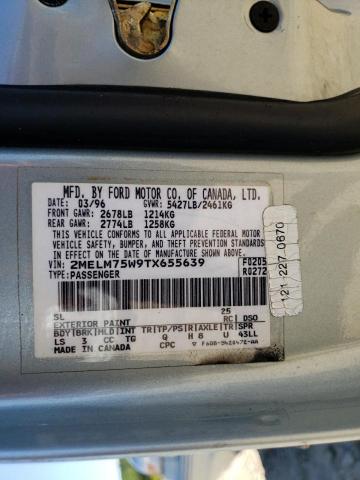 MFD. BY FORD MOTOR CO. OF CANADA, LTD.
DATE: 03/96 GVWR: 5427LB/2461KG
FRONT GAWR: 2678LB 1214KG
REAR GAWR: 2774LB 1258KG
THIS VEHICLE CONFORMS TO ALL APPLICABLE FEDERAL MOTOR
VEHICLE SAFETY, BUMPER, AND THEFT PREVENTION STANDARDS
IN EFFECT ON THE DATE OF MANUFACTURE SHOWN ABOVE.
VIN: 2MELM75W9TX655639 F0205
TYPE: PASSENGER R0272
SL 25
EXTERIOR PAINT RC DSO
BDY BRK MLD INT TR TP/PS R AXLE TR SPR
LS 3 CC TG Q H 8 U 43LL
MADE IN CANADA CPC
121 227 0670